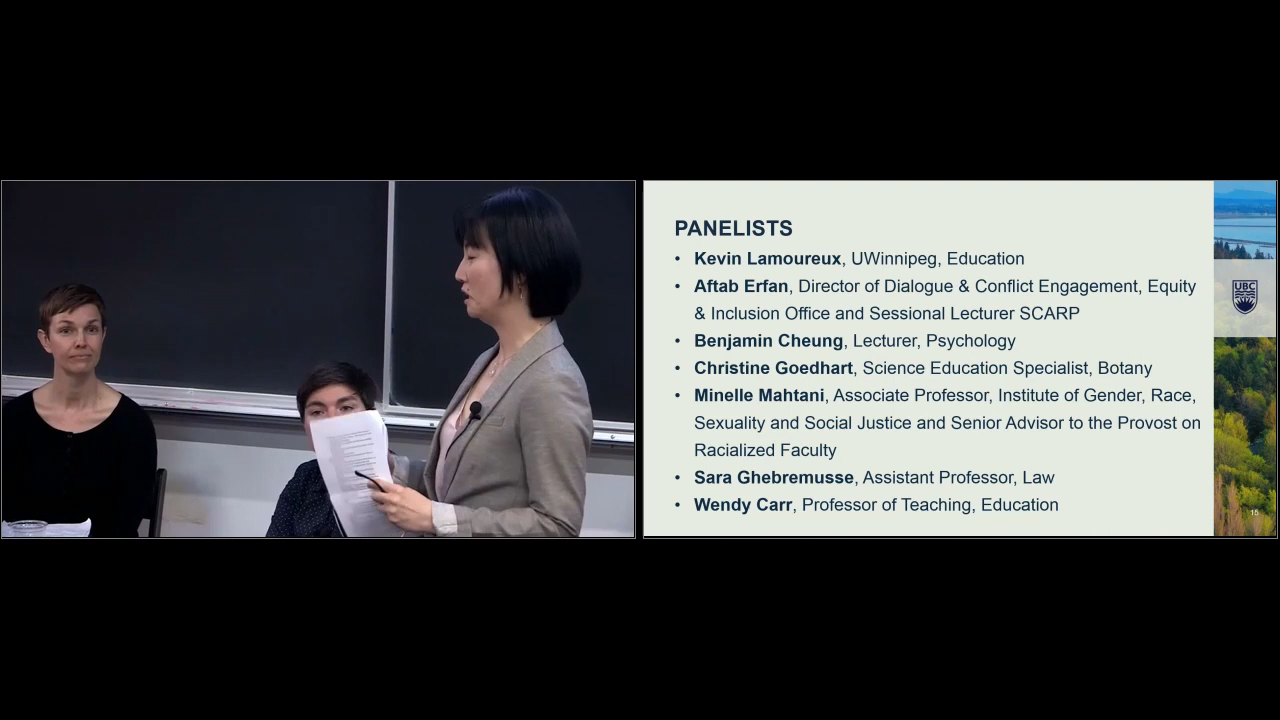 PANELISTS
• Kevin Lamoureux, UWinnipeg, Education
• Aftab Erfan, Director of Dialogue & Conflict Engagement, Equity
& Inclusion Office and Sessional Lecturer SCARP
• Benjamin Cheung, Lecturer, Psychology
• Christine Goedhart, Science Education Specialist, Botany
• Minelle Mahtani, Associate Professor, Institute of Gender, Race,
Sexuality and Social Justice and Senior Advisor to the Provost on
Racialized Faculty
• Sara Ghebremusse, Assistant Professor, Law
• Wendy Carr, Professor of Teaching, Education
UBC
15